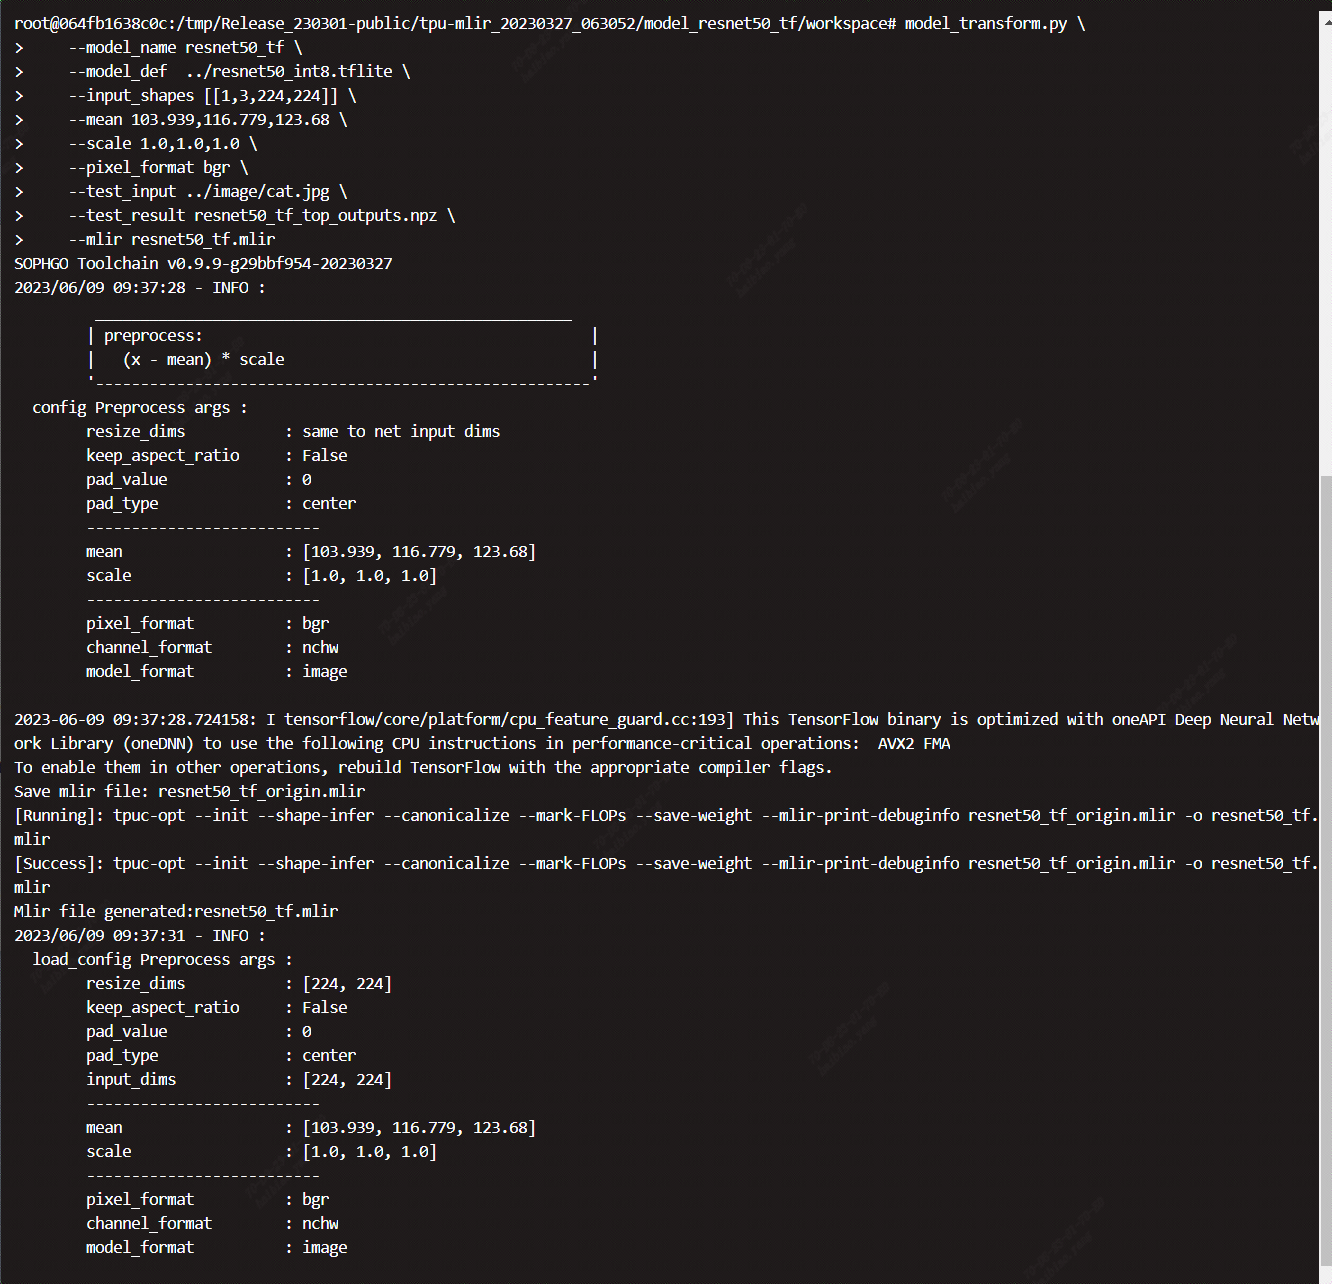 root@064fb1638c0c:/tmp/Release_230301-public/tpu-mlir_20230327_063052/model_resnet50_tf/workspace# model_transform.py \
>     --model_name resnet50_tf \
>     --model_def  ../resnet50_int8.tflite \
>     --input_shapes [[1,3,224,224]] \
>     --mean 103.939,116.779,123.68 \
>     --scale 1.0,1.0,1.0 \
>     --pixel_format bgr \
>     --test_input ../image/cat.jpg \
>     --test_result resnet50_tf_top_outputs.npz \
>     --mlir resnet50_tf.mlir
SOPHGO Toolchain v0.9.9-g29bbf954-20230327
2023/06/09 09:37:28 - INFO :
         _____________________________________________________
        | preprocess:                                           |
        |   (x - mean) * scale                                  |
        '-------------------------------------------------------'
  config Preprocess args :
        resize_dims           : same to net input dims
        keep_aspect_ratio     : False
        pad_value             : 0
        pad_type              : center
        --------------------------
        mean                  : [103.939, 116.779, 123.68]
        scale                 : [1.0, 1.0, 1.0]
        --------------------------
        pixel_format          : bgr
        channel_format        : nchw
        model_format          : image
2023-06-09 09:37:28.724158: I tensorflow/core/platform/cpu_feature_guard.cc:193] This TensorFlow binary is optimized with oneAPI Deep Neural Netw
ork Library (oneDNN) to use the following CPU instructions in performance-critical operations:  AVX2 FMA
To enable them in other operations, rebuild TensorFlow with the appropriate compiler flags.
Save mlir file: resnet50_tf_origin.mlir
[Running]: tpuc-opt --init --shape-infer --canonicalize --mark-FLOPs --save-weight --mlir-print-debuginfo resnet50_tf_origin.mlir -o resnet50_tf.
mlir
[Success]: tpuc-opt --init --shape-infer --canonicalize --mark-FLOPs --save-weight --mlir-print-debuginfo resnet50_tf_origin.mlir -o resnet50_tf.
mlir
Mlir file generated:resnet50_tf.mlir
2023/06/09 09:37:31 - INFO :
  load_config Preprocess args :
        resize_dims           : [224, 224]
        keep_aspect_ratio     : False
        pad_value             : 0
        pad_type              : center
        input_dims            : [224, 224]
        --------------------------
        mean                  : [103.939, 116.779, 123.68]
        scale                 : [1.0, 1.0, 1.0]
        --------------------------
        pixel_format          : bgr
        channel_format        : nchw
        model_format          : image